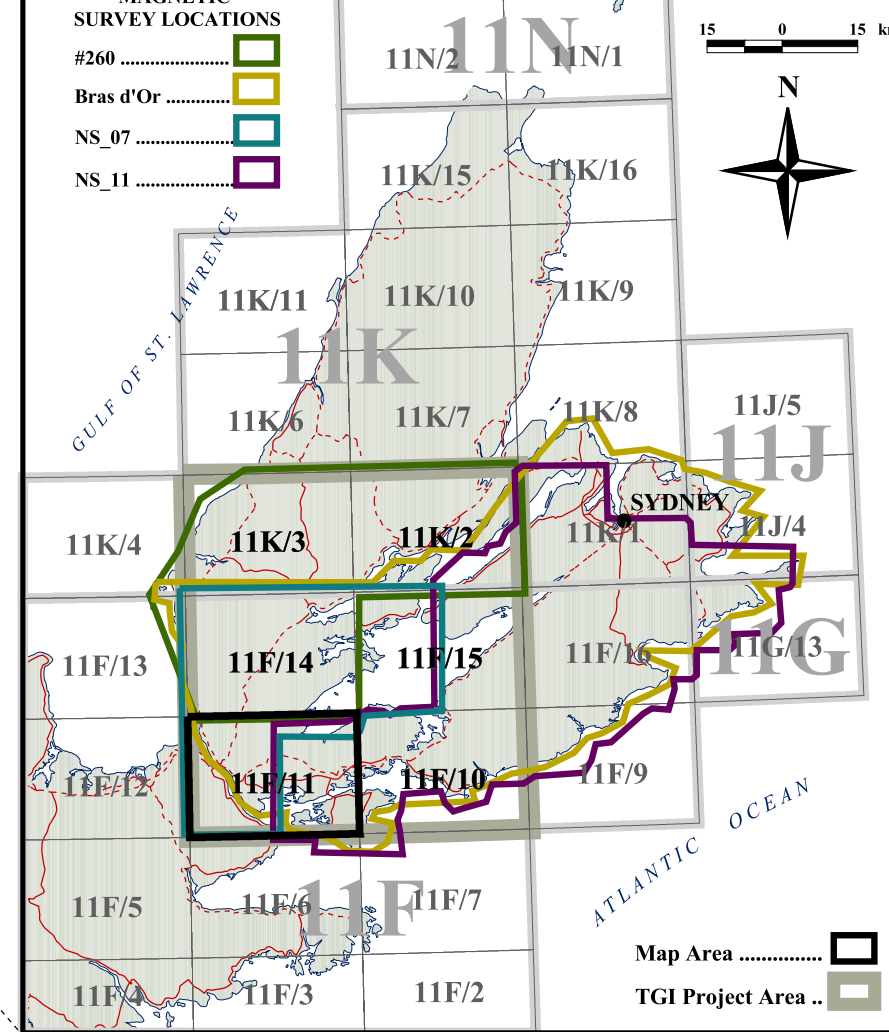 MAGNETIC
SURVEY LOCATIONS
#260 ........................
Bras d'Or ..............
NS_07 .....................
NS_11 .....................
15 0 15
N
11N
11N/2
11N/1
11K/15
11K/16
GULF OF ST. LAWRENCE
11K/11
11K/10
11K/9
11K
11K/6
11K/7
11K/8
11J/5
11J
SYDNEY
11K/4
11K/3
11K/2
11K/1
11J/4
11F/13
11F/14
11F/15
11F/16
11G/13
11G
11F/12
11F/11
11F/10
11F/9
ATLANTIC OCEAN
11F/5
11F/6
11F
11F/7
11F/4
11F/3
11F/2
Map Area ................
TGI Project Area ..